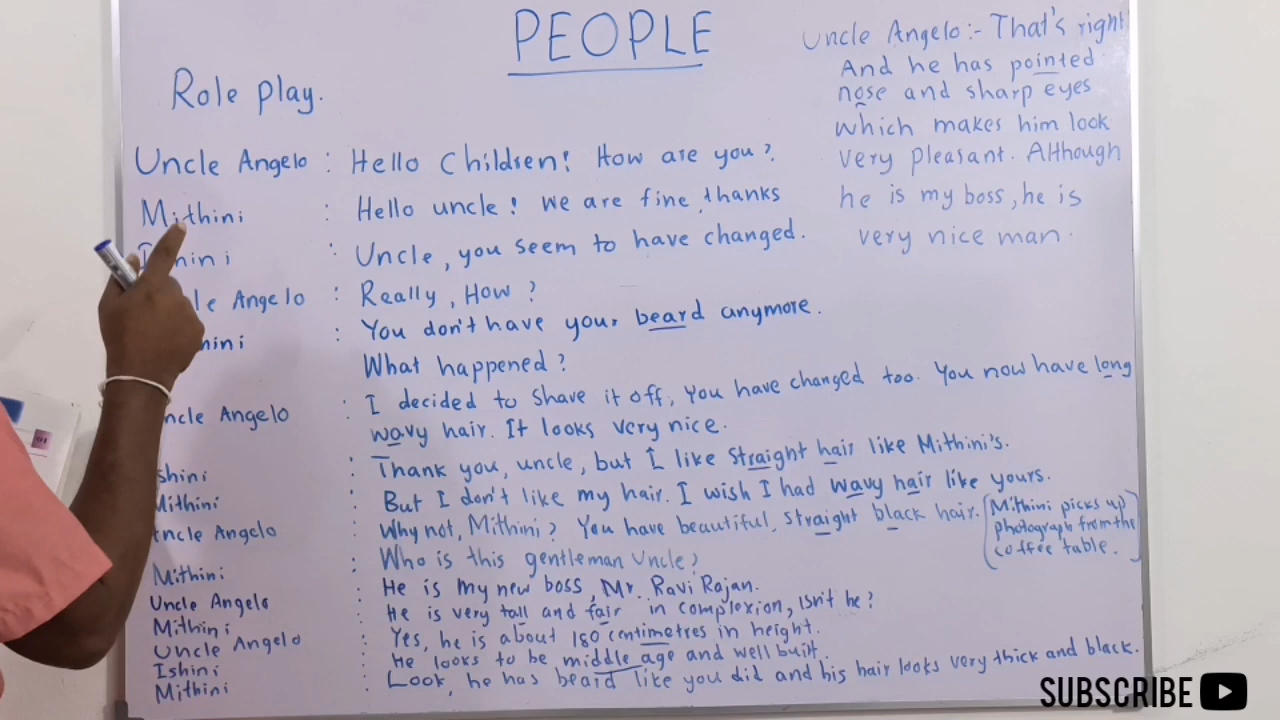 PEOPLE
Role play.
Uncle Angelo : Hello Children! How are you?
Mithini : Hello uncle! We are fine, thanks
Ishini : Uncle, you seem to have changed.
le Angelo : Really, How ?
hini : You don't have your beard anymore.
What happened?
ncle Angelo : I decided to shave it off, You have changed too. You now have long
wavy hair. It looks very nice.
shini : Thank you, uncle, but I like straight hair like Mithini's.
Mithini : But I don't like my hair. I wish I had wavy hair like yours.
Uncle Angelo : Why not, Mithini? You have beautiful, straight black hair.
(Mithini picks up
photograph from the
coffee table.)
Mithini : Who is this gentleman Uncle?
Uncle Angelo : He is my new boss, Mr. Ravi Rajan.
Mithini : He is very tall and fair in complexion, isn't he?
Uncle Angelo : Yes, he is about 180 centimetres in height.
Ishini : He looks to be middle age and well built.
Mithini : Look, he has beard like you did and his hair looks very thick and black.
Uncle Angelo :- That's right
And he has pointed
nose and sharp eyes
which makes him look
very pleasant. Although
he is my boss, he is
very nice man.
SUBSCRIBE